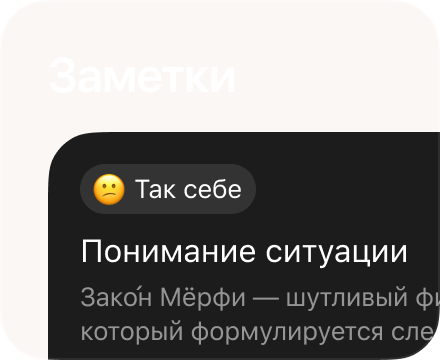 Заметки
😕 Так себе
Понимание ситуации
Зако́н Мёрфи — шутливый
который формулируется